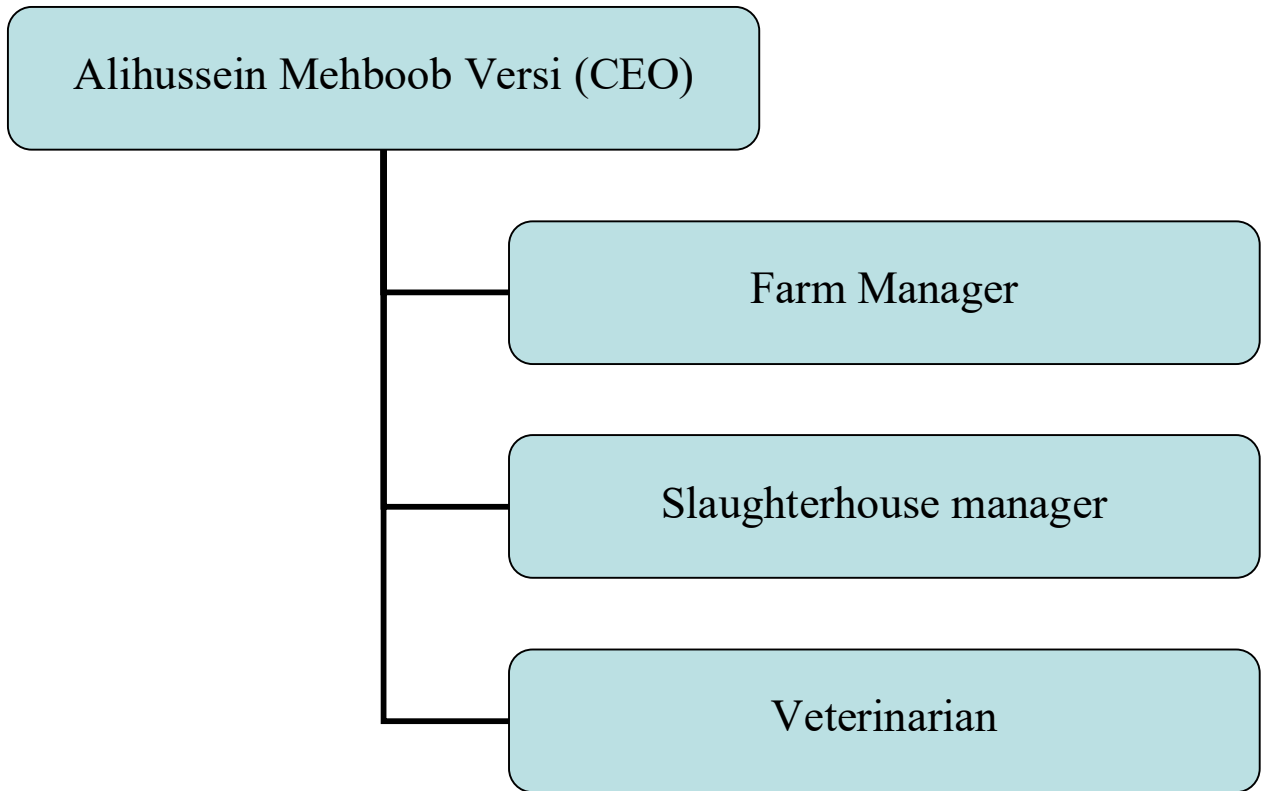 Alihussein Mehboob Versi (CEO)
Farm Manager
Slaughterhouse manager
Veterinarian